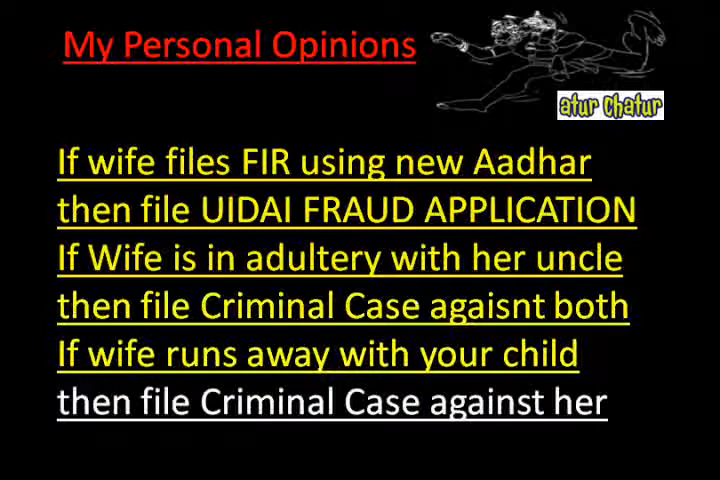 My Personal Opinions
atur Chatur
If wife files FIR using new Aadhar
then file UIDAI FRAUD APPLICATION
If Wife is in adultery with her uncle
then file Criminal Case agaisnt both
If wife runs away with your child
then file Criminal Case against her